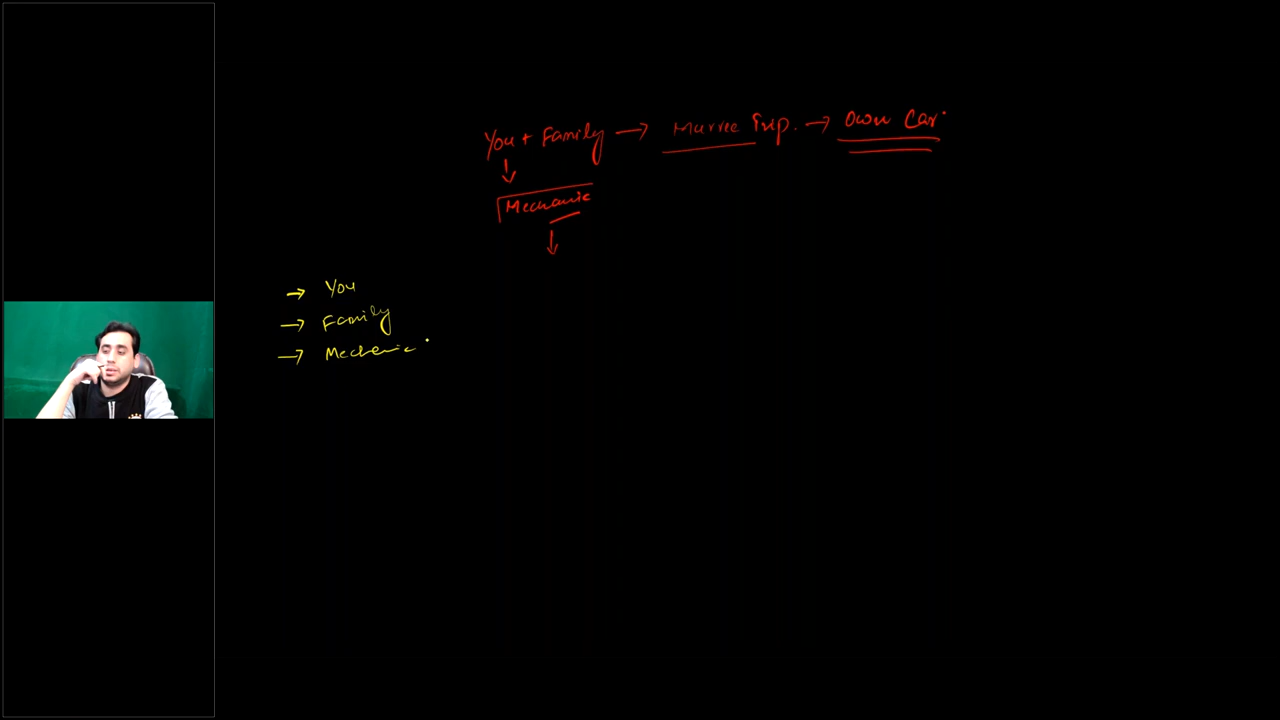 You + Family → Murree Trip. → Own Car.
↓
Mechanic
↓
→ You
→ Family
→ Mechanic